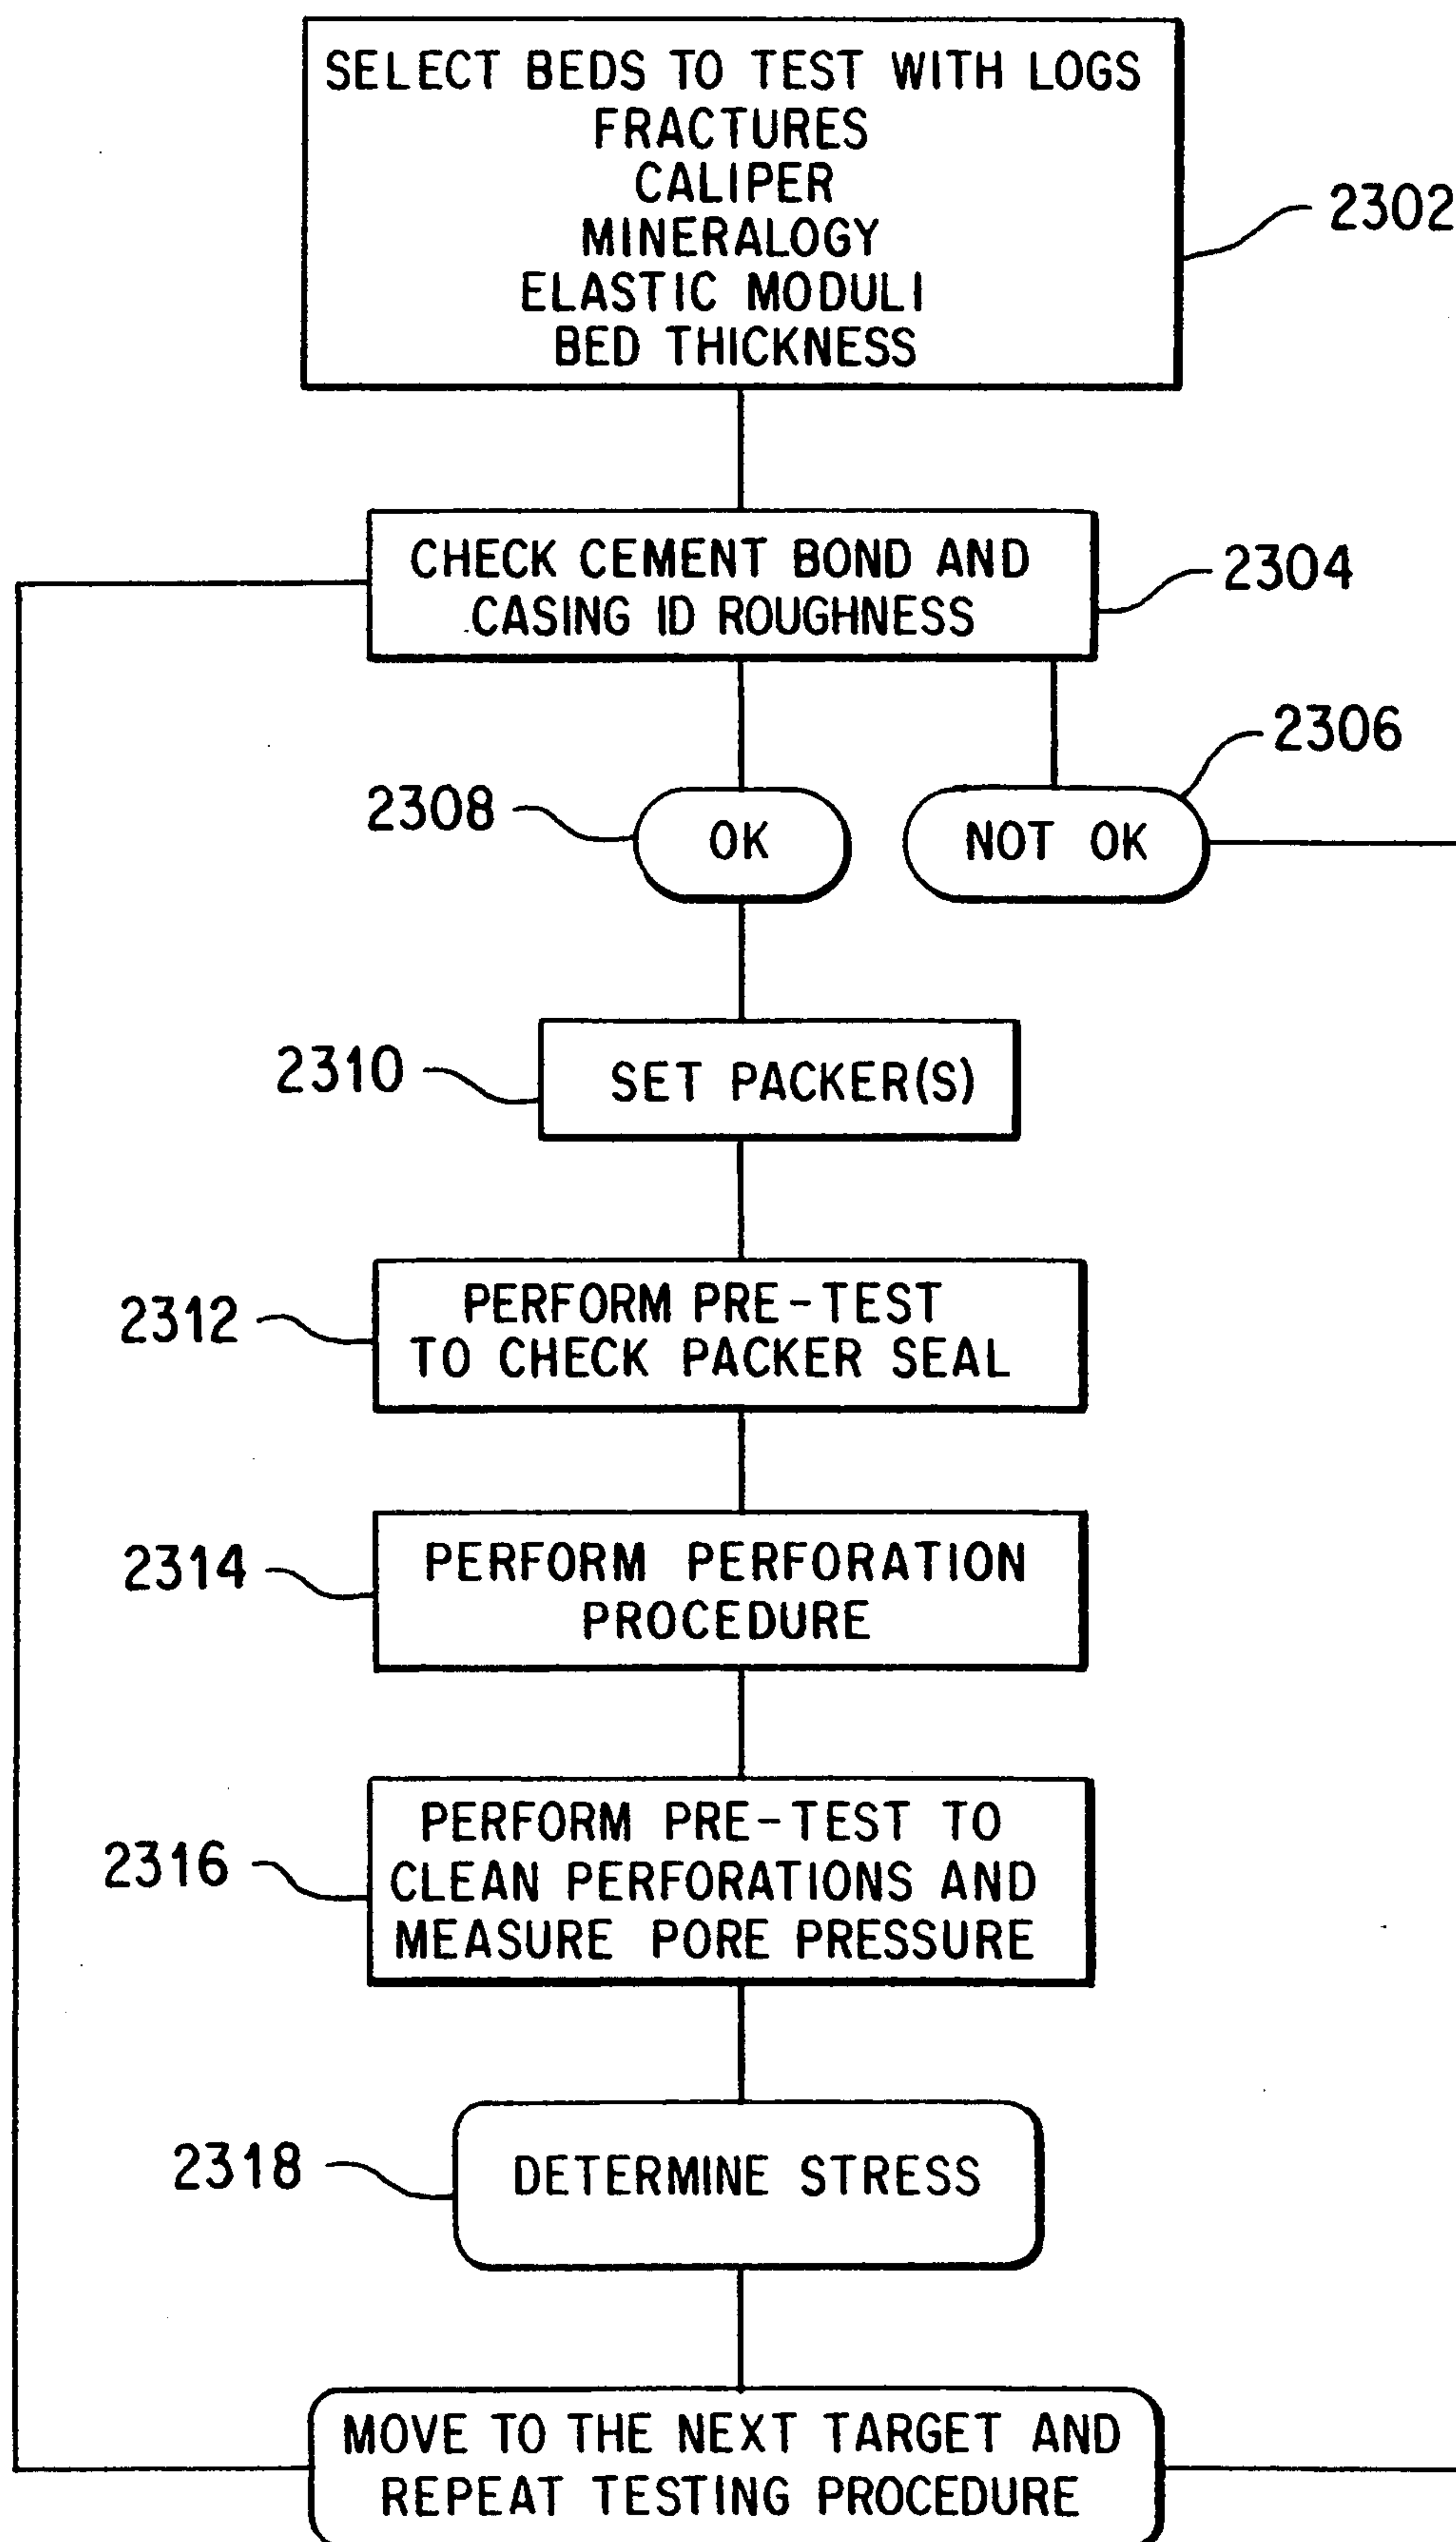 SELECT BEDS TO TEST WITH LOGS
FRACTURES
CALIPER
MINERALOGY
ELASTIC MODULI
BED THICKNESS
2302
CHECK CEMENT BOND AND
CASING ID ROUGHNESS
2304
2306
2308
OK
NOT OK
2310
SET PACKER(S)
2312
PERFORM PRE-TEST
TO CHECK PACKER SEAL
2314
PERFORM PERFORATION
PROCEDURE
2316
PERFORM PRE-TEST TO
CLEAN PERFORATIONS AND
MEASURE PORE PRESSURE
2318
DETERMINE STRESS
MOVE TO THE NEXT TARGET AND
REPEAT TESTING PROCEDURE